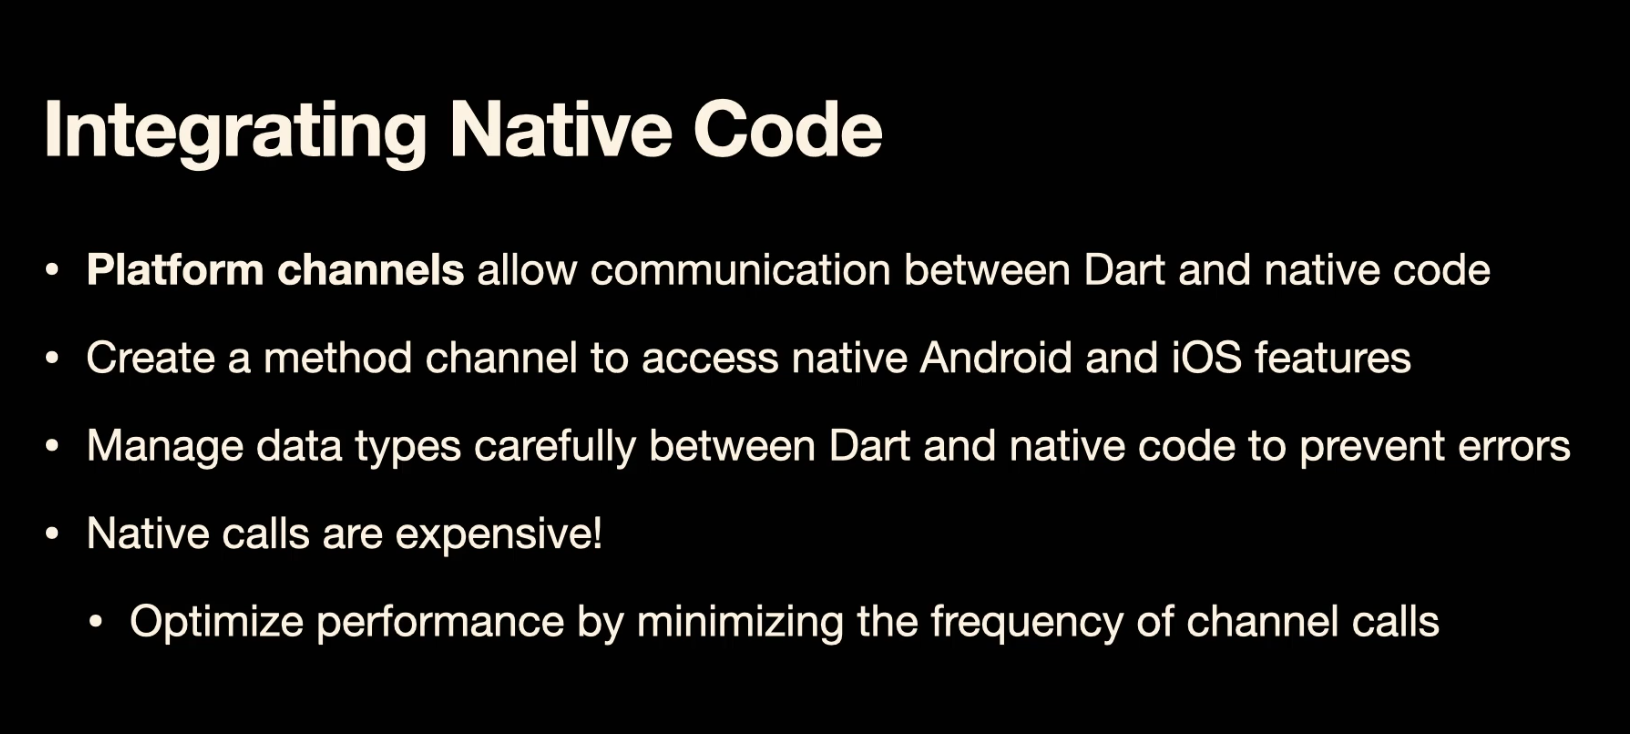 Integrating Native Code
• Platform channels allow communication between Dart and native code
• Create a method channel to access native Android and iOS features
• Manage data types carefully between Dart and native code to prevent errors
• Native calls are expensive!
• Optimize performance by minimizing the frequency of channel calls